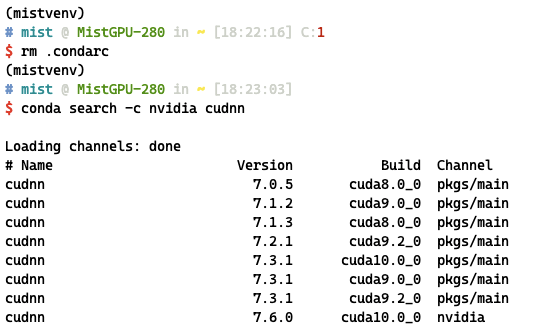 (mistvenv)
# mist @ MistGPU-280 in ~ [18:22:16] C:1
$ rm .condarc
(mistvenv)
# mist @ MistGPU-280 in ~ [18:23:03]
$ conda search -c nvidia cudnn
Loading channels: done
# Name Version Build Channel
cudnn 7.0.5 cuda8.0_0 pkgs/main
cudnn 7.1.2 cuda9.0_0 pkgs/main
cudnn 7.1.3 cuda8.0_0 pkgs/main
cudnn 7.2.1 cuda9.2_0 pkgs/main
cudnn 7.3.1 cuda10.0_0 pkgs/main
cudnn 7.3.1 cuda9.0_0 pkgs/main
cudnn 7.3.1 cuda9.2_0 pkgs/main
cudnn 7.6.0 cuda10.0_0 nvidia